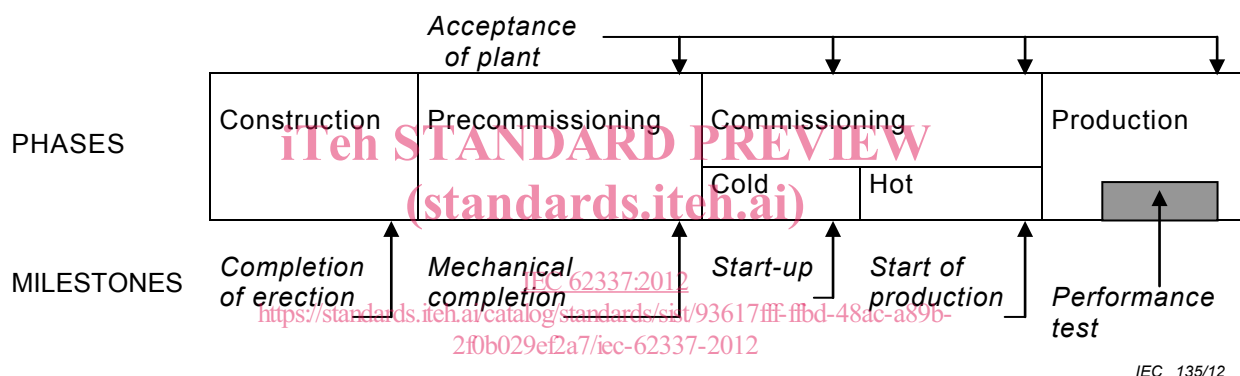 Acceptance
of plant
PHASES
Construction
Precommissioning
Commissioning
Production
iTeh STANDARD PREVIEW
Cold
Hot
(standards.iteh.ai)
MILESTONES
Completion
of erection
Mechanical
completion
Start-up
Start of
production
Performance
test
IEC 62337:2012
https://standards.iteh.ai/catalog/standards/sist/93617fff-ffbd-48ac-a89b-
2f0b029ef2a7/iec-62337-2012
IEC 135/12